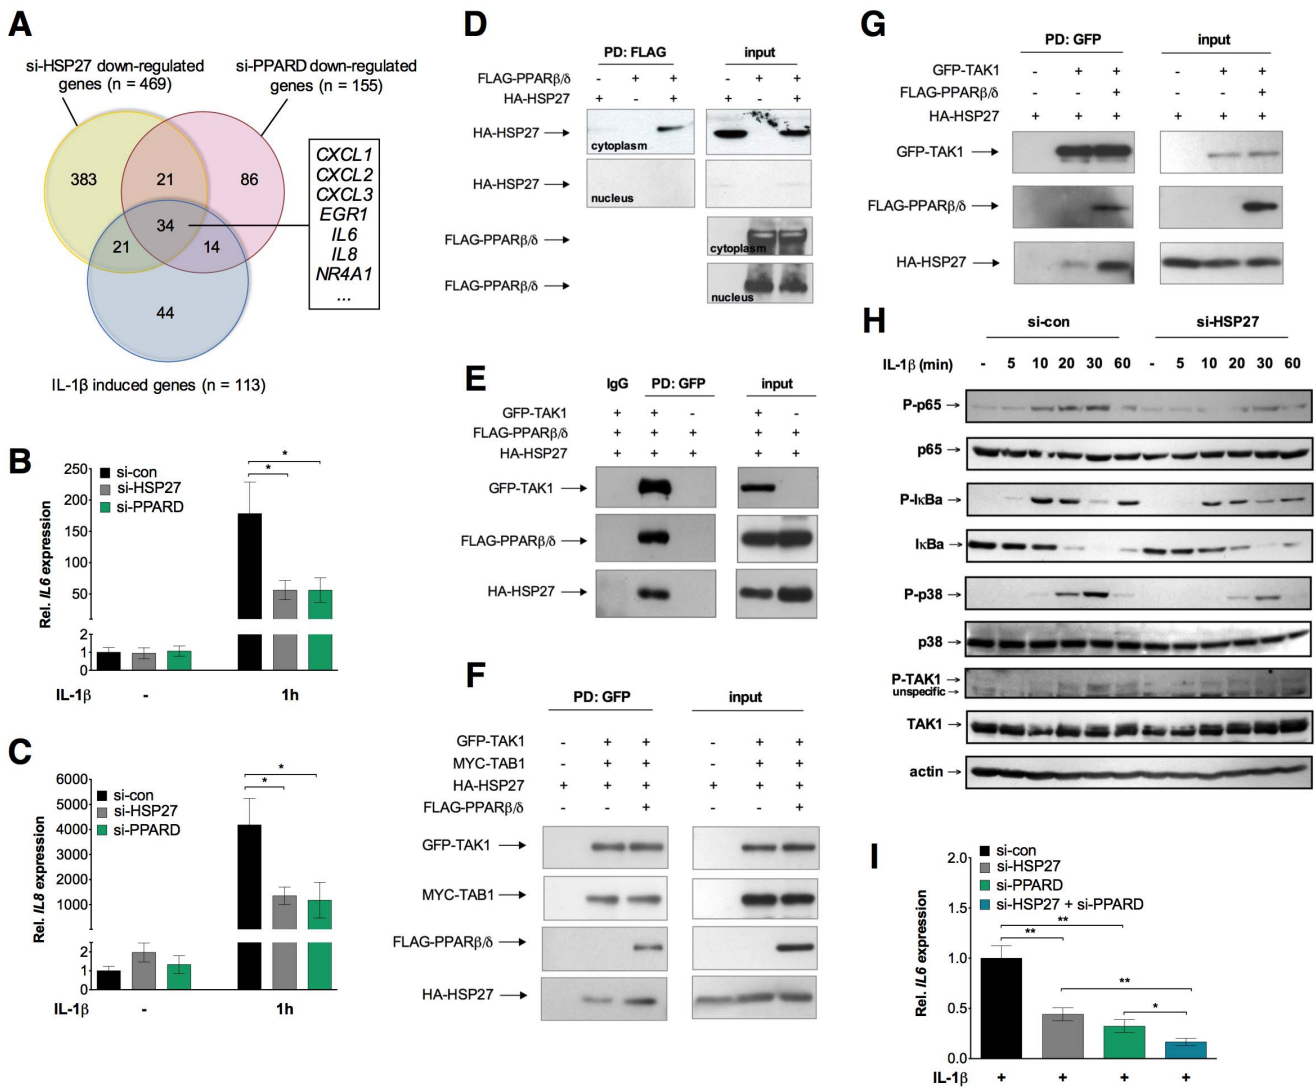 A
si-HSP27 down-regulated
genes (n = 469)
si-PPARD down-regulated
genes (n = 155)
383
21
86
34
21
14
44
CXCL1
CXCL2
CXCL3
EGR1
IL6
IL8
NR4A1
...
IL-1β induced genes (n = 113)
B
si-con
si-HSP27
si-PPARD
Rel. IL6 expression
250
200
150
100
50
2
1
0
* *
IL-1β - 1h
C
si-con
si-HSP27
si-PPARD
Rel. IL8 expression
6000
5000
4000
3000
2000
1000
2
1
0
* *
IL-1β - 1h
D
PD: FLAG input
FLAG-PPARβ/δ - + + - + +
HA-HSP27 + - + + - +
HA-HSP27 cytoplasm
HA-HSP27 nucleus
FLAG-PPARβ/δ cytoplasm
FLAG-PPARβ/δ nucleus
E
IgG PD: GFP input
GFP-TAK1 + + - + -
FLAG-PPARβ/δ + + + + +
HA-HSP27 + + + + +
GFP-TAK1
FLAG-PPARβ/δ
HA-HSP27
F
PD: GFP input
GFP-TAK1 - + + - + +
MYC-TAB1 - + + - + +
HA-HSP27 + + + + + +
FLAG-PPARβ/δ - - + - - +
GFP-TAK1
MYC-TAB1
FLAG-PPARβ/δ
HA-HSP27
G
PD: GFP input
GFP-TAK1 - + + - + +
FLAG-PPARβ/δ - - + - - +
HA-HSP27 + + + + + +
GFP-TAK1
FLAG-PPARβ/δ
HA-HSP27
H
si-con si-HSP27
IL-1β (min) - 5 10 20 30 60 - 5 10 20 30 60
P-p65
p65
P-IκBa
IκBa
P-p38
p38
P-TAK1
unspecific
TAK1
actin
I
si-con
si-HSP27
si-PPARD
si-HSP27 + si-PPARD
Rel. IL6 expression
2.0
1.5
1.0
0.5
0.0
**
**
**
*
IL-1β + + + +